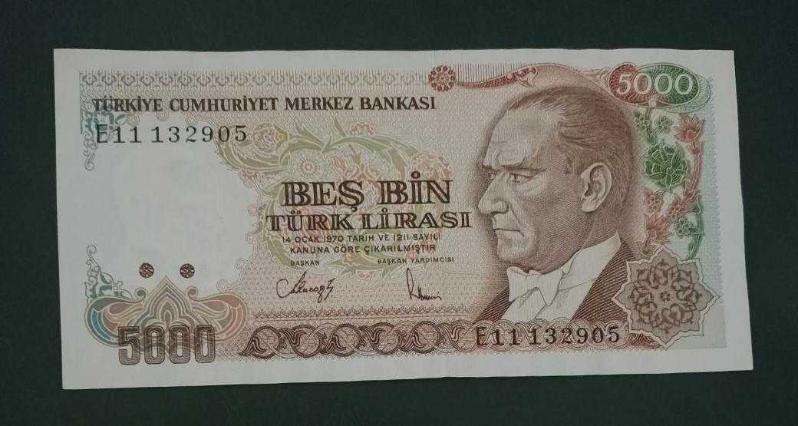 5000
TÜRKİYE CUMHURİYET MERKEZ BANKASI
E11 132905
BEŞ BİN
TÜRK LİRASI
14 OCAK 1970 TARİH VE 1211 SAYILI
KANUNA GÖRE ÇIKARILMIŞTIR
BAŞKAN BAŞKAN YARDIMCISI
E11 132905
5000